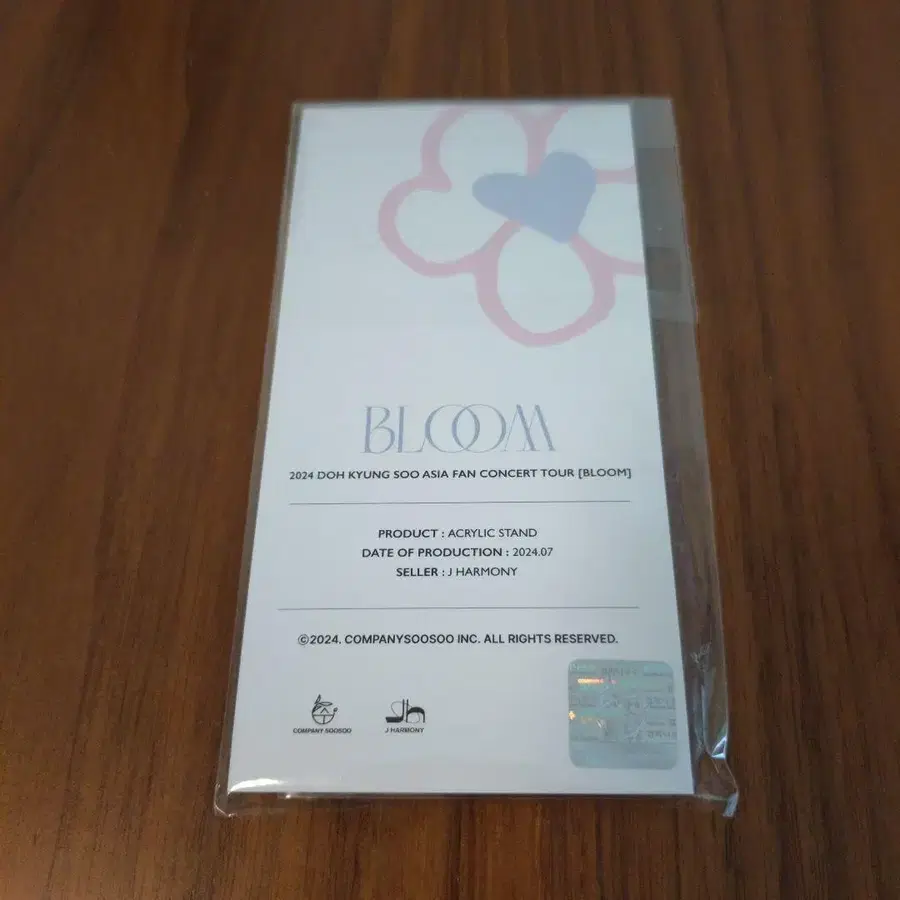 BLOOM
2024 DOH KYUNG SOO ASIA FAN CONCERT TOUR [BLOOM]
PRODUCT : ACRYLIC STAND
DATE OF PRODUCTION : 2024.07
SELLER : J HARMONY
©2024. COMPANYSOOSOO INC. ALL RIGHTS RESERVED.
COMPANY SOOSOO
J HARMONY